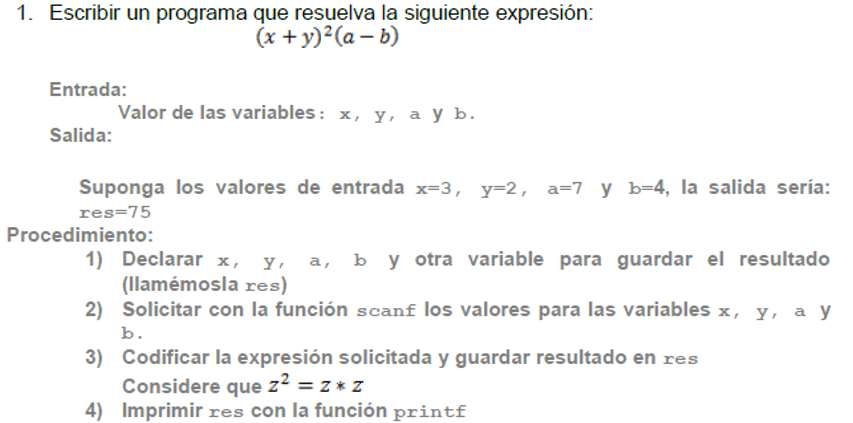 1. Escribir un programa que resuelva la siguiente expresión:
(x + y)²(a − b)
Entrada:
Valor de las variables: x, y, a y b.
Salida:
Suponga los valores de entrada x=3, y=2, a=7 y b=4, la salida sería:
res=75
Procedimiento:
1) Declarar x, y, a, b y otra variable para guardar el resultado
(llamémosla res)
2) Solicitar con la función scanf los valores para las variables x, y, a y
b.
3) Codificar la expresión solicitada y guardar resultado en res
Considere que z² = z * z
4) Imprimir res con la función printf